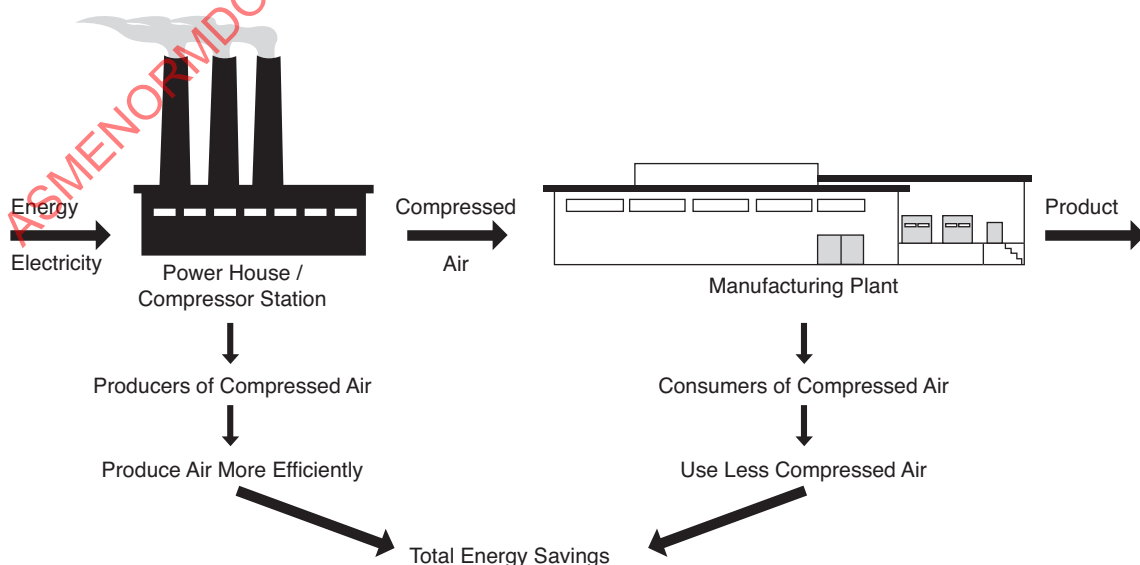 ASMENORMDO
Energy
Electricity
Power House /
Compressor Station
Compressed
Air
Manufacturing Plant
Product
Producers of Compressed Air
Consumers of Compressed Air
Produce Air More Efficiently
Use Less Compressed Air
Total Energy Savings